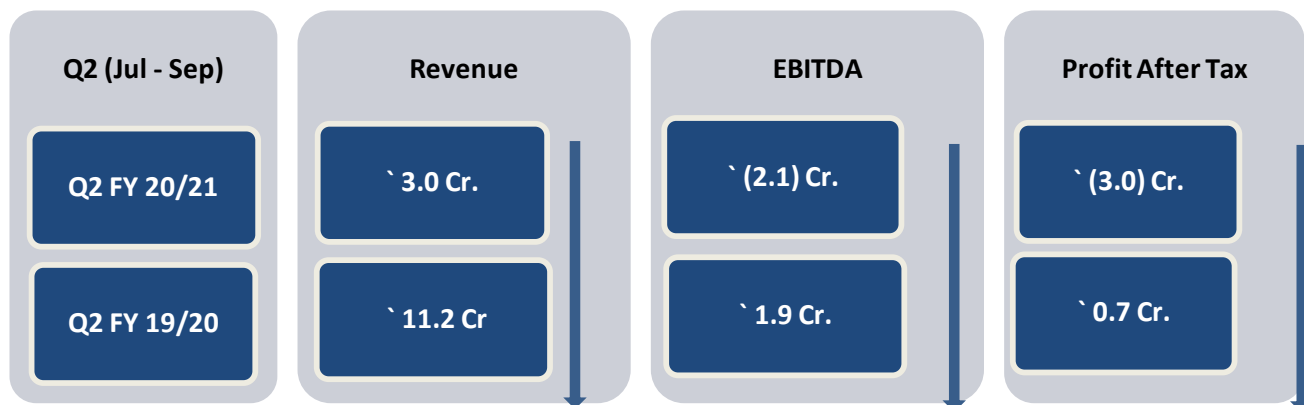 Q2 (Jul - Sep)
Revenue
EBITDA
Profit After Tax
Q2 FY 20/21
` 3.0 Cr.
` (2.1) Cr.
` (3.0) Cr.
Q2 FY 19/20
` 11.2 Cr
` 1.9 Cr.
` 0.7 Cr.